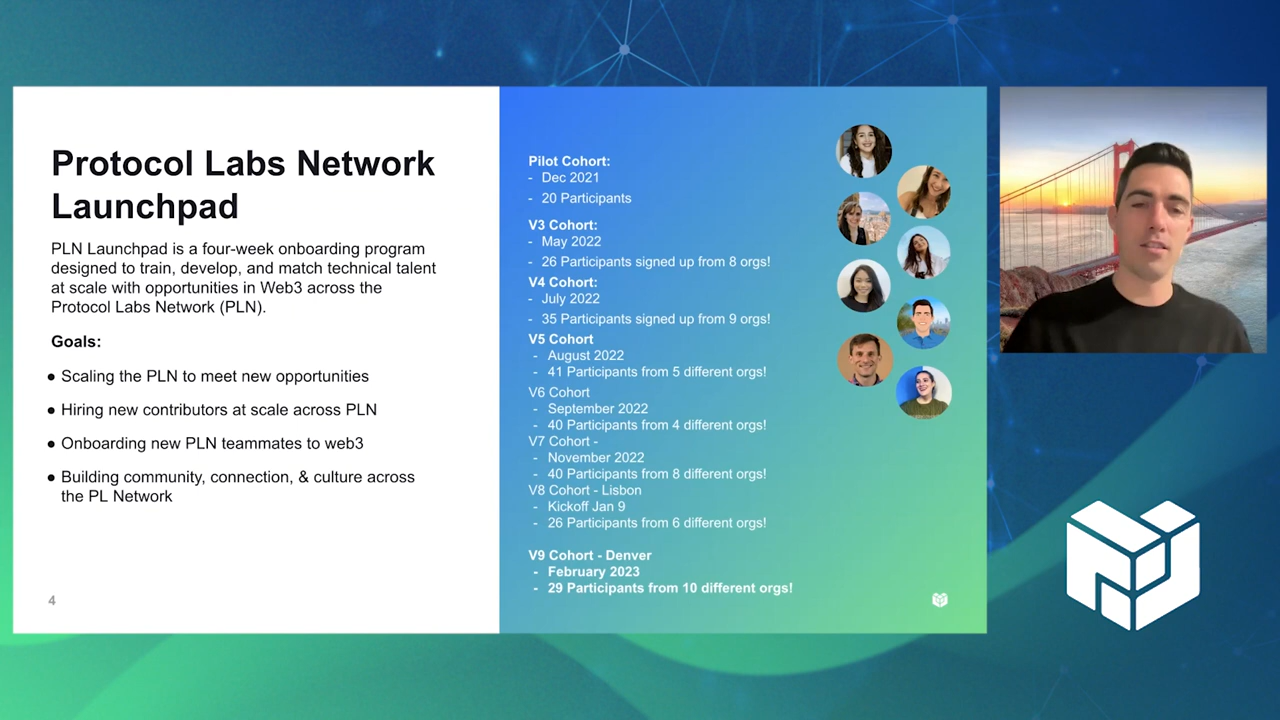 Protocol Labs Network
Launchpad
PLN Launchpad is a four-week onboarding program
designed to train, develop, and match technical talent
at scale with opportunities in Web3 across the
Protocol Labs Network (PLN).
Goals:
● Scaling the PLN to meet new opportunities
● Hiring new contributors at scale across PLN
● Onboarding new PLN teammates to web3
● Building community, connection, & culture across
the PL Network
4
Pilot Cohort:
- Dec 2021
- 20 Participants
V3 Cohort:
- May 2022
- 26 Participants signed up from 8 orgs!
V4 Cohort:
- July 2022
- 35 Participants signed up from 9 orgs!
V5 Cohort
- August 2022
- 41 Participants from 5 different orgs!
V6 Cohort
- September 2022
- 40 Participants from 4 different orgs!
V7 Cohort -
- November 2022
- 40 Participants from 8 different orgs!
V8 Cohort - Lisbon
- Kickoff Jan 9
- 26 Participants from 6 different orgs!
V9 Cohort - Denver
- February 2023
- 29 Participants from 10 different orgs!